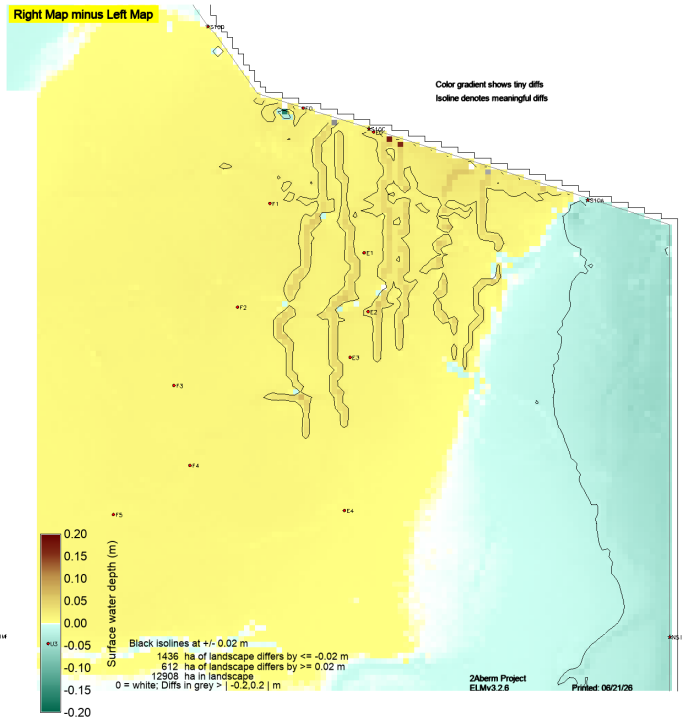 Right Map minus Left Map
S10D
Color gradient shows tiny diffs
Isoline denotes meaningful diffs
F0
S10C
E0
F1
S10A
E1
F2
E2
E3
F3
F4
F5
E4
0.20
0.15
0.10
0.05
0.00
-0.05
-0.10
-0.15
-0.20
Surface water depth (m)
U3
Black isolines at +/- 0.02 m
1436 ha of landscape differs by <= -0.02 m
612 ha of landscape differs by >= 0.02 m
12908 ha in landscape
0 = white; Diffs in grey > | -0.2,0.2 | m
2Aberm Project
ELMv3.2.6
Printed: 06/21/26